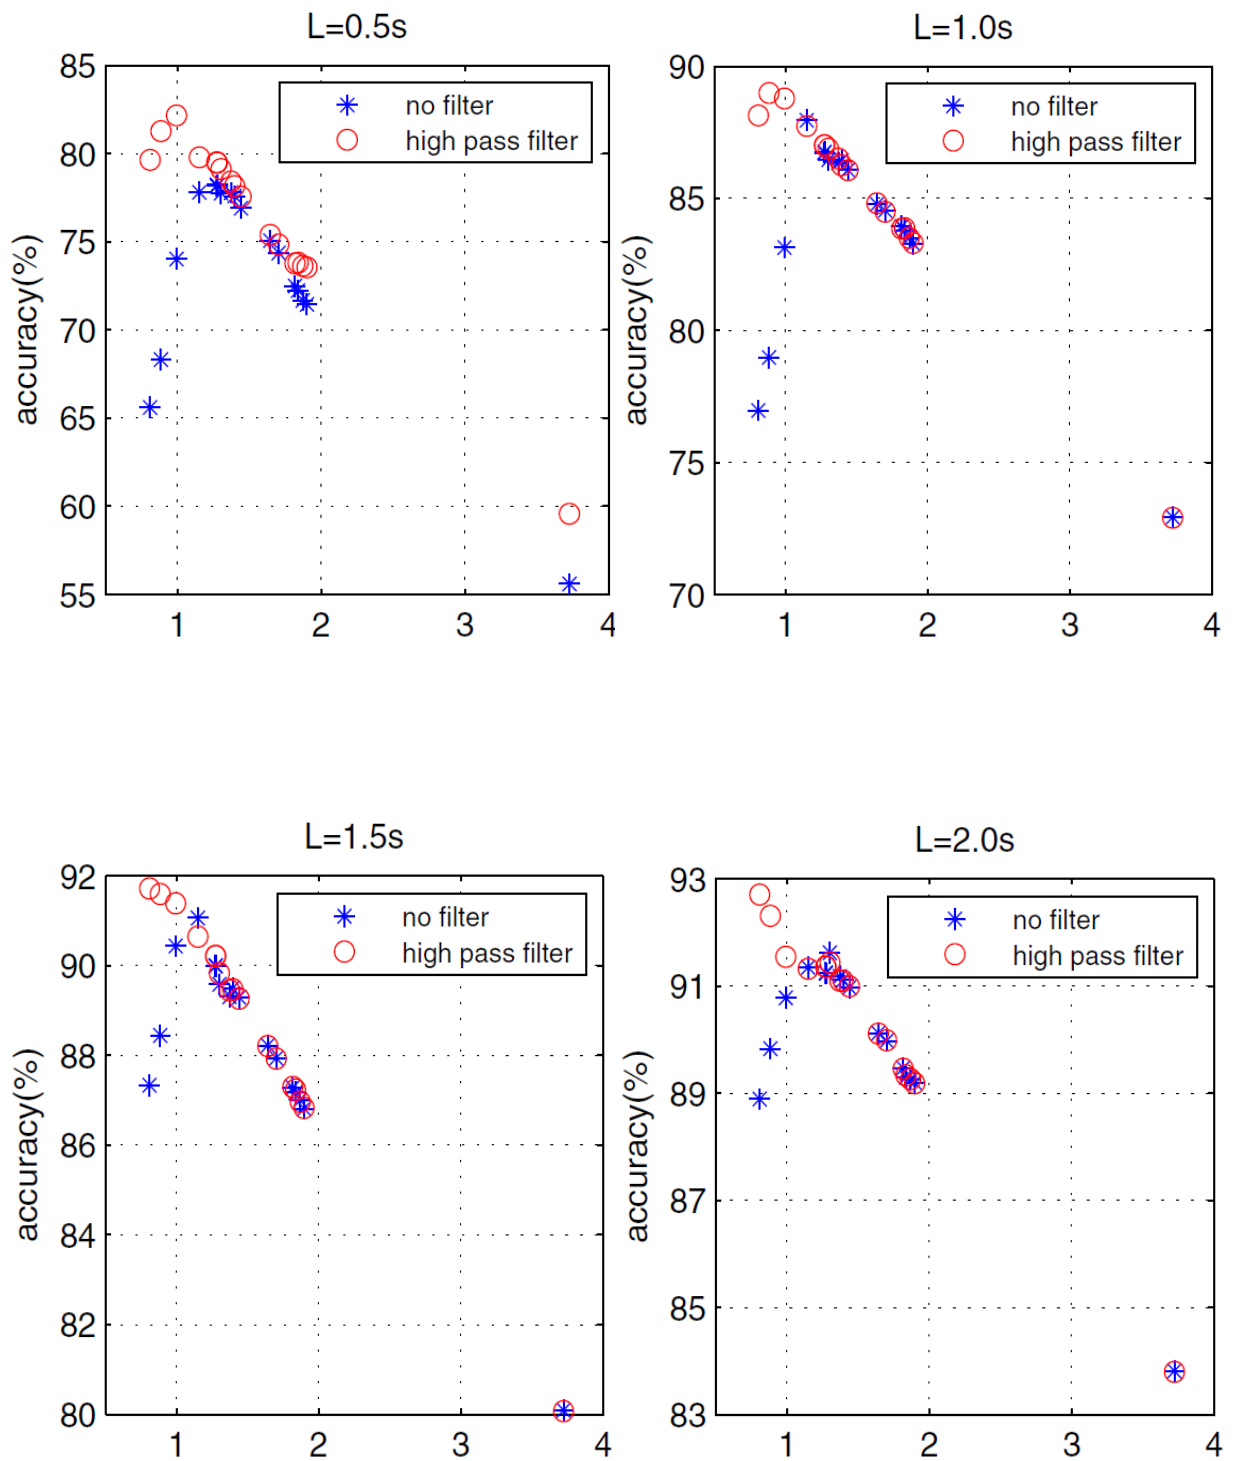 L=0.5s
85
80
75
70
65
60
55
accuracy(%)
no filter
high pass filter
1 2 3 4
L=1.0s
90
85
80
75
70
accuracy(%)
no filter
high pass filter
1 2 3 4
L=1.5s
92
90
88
86
84
82
80
accuracy(%)
no filter
high pass filter
1 2 3 4
L=2.0s
93
91
89
87
85
83
accuracy(%)
no filter
high pass filter
1 2 3 4